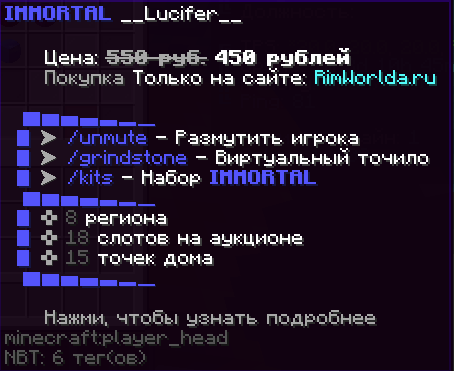 IMMORTAL __Lucifer__
Цена: 550 руб. 450 рублей
Покупка Только на сайте: RimWorlda.ru
➤ /unmute – Размутить игрока
➤ /grindstone – Виртуальный точило
➤ /kits – Набор IMMORTAL
8 региона
18 слотов на аукционе
15 точек дома
Нажми, чтобы узнать подробнее
minecraft:player_head
NBT: 6 тег(ов)